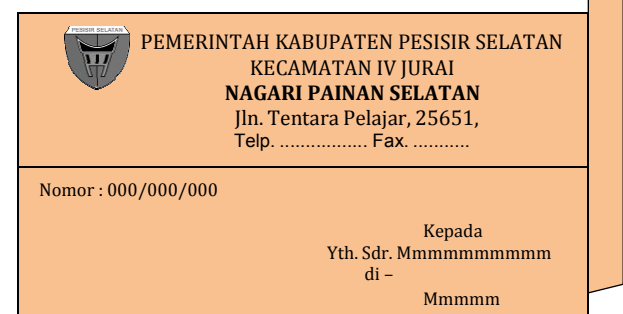 PESISIR SELATAN
PEMERINTAH KABUPATEN PESISIR SELATAN
KECAMATAN IV JURAI
NAGARI PAINAN SELATAN
Jln. Tentara Pelajar, 25651,
Telp. ................. Fax. ...........
Nomor : 000/000/000
Kepada
Yth. Sdr. Mmmmmmmmmm
di –
Mmmmm